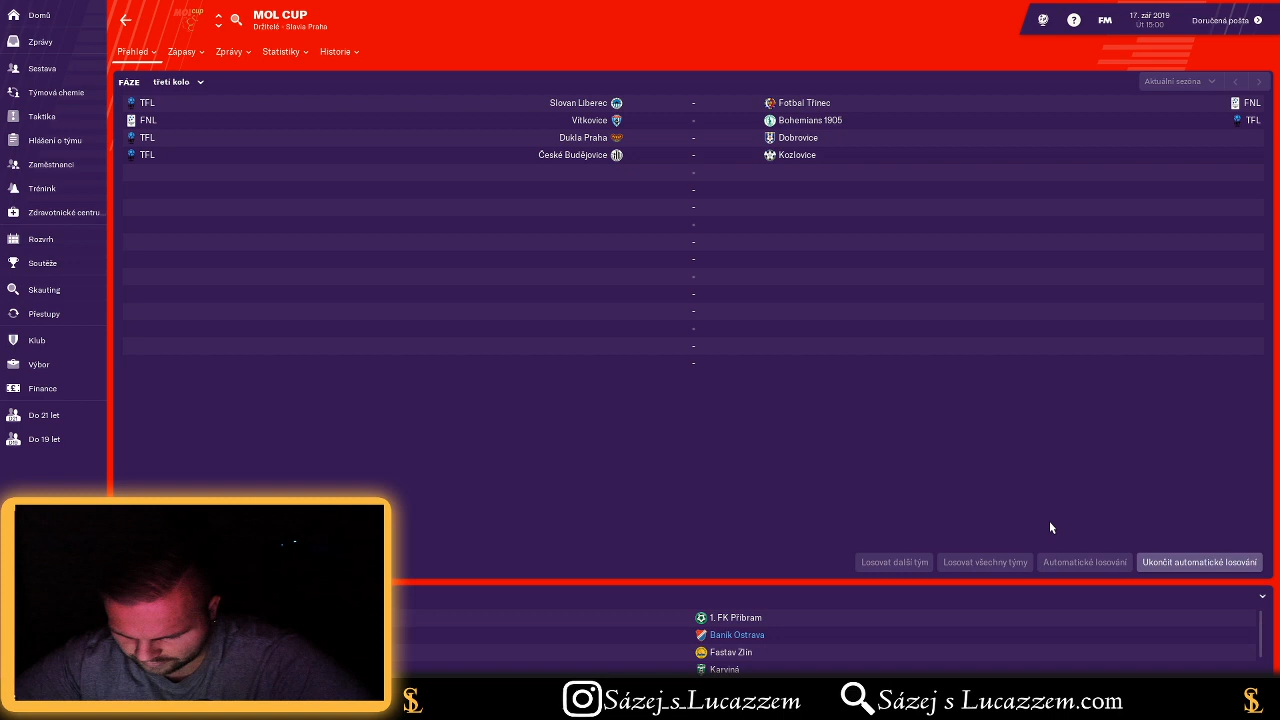 Domů
Zprávy
Sestava
Týmová chemie
Taktika
Hlášení o týmu
Zaměstnanci
Trénink
Zdravotnické centru...
Rozvrh
Soutěže
Skauting
Přestupy
Klub
Výbor
Finance
Do 21 let
Do 19 let
MOL CUP
Držitelé - Slavia Praha
FM
17. zář 2019
Út 15:00
Doručená pošta
Přehled Zápasy Zprávy Statistiky Historie
FÁZE třetí kolo
Aktuální sezóna
TFL Slovan Liberec - Fotbal Třinec FNL
FNL Vítkovice - Bohemians 1905 TFL
TFL Dukla Praha - Dobrovice
TFL České Budějovice - Kozlovice
-
-
-
-
-
-
-
-
-
-
-
-
Losovat další tým Losovat všechny týmy Automatické losování Ukončit automatické losování
1. FK Příbram
Baník Ostrava
Fastav Zlín
Karviná
Sázej_s_Lucazzem
Sázej s Lucazzem.com